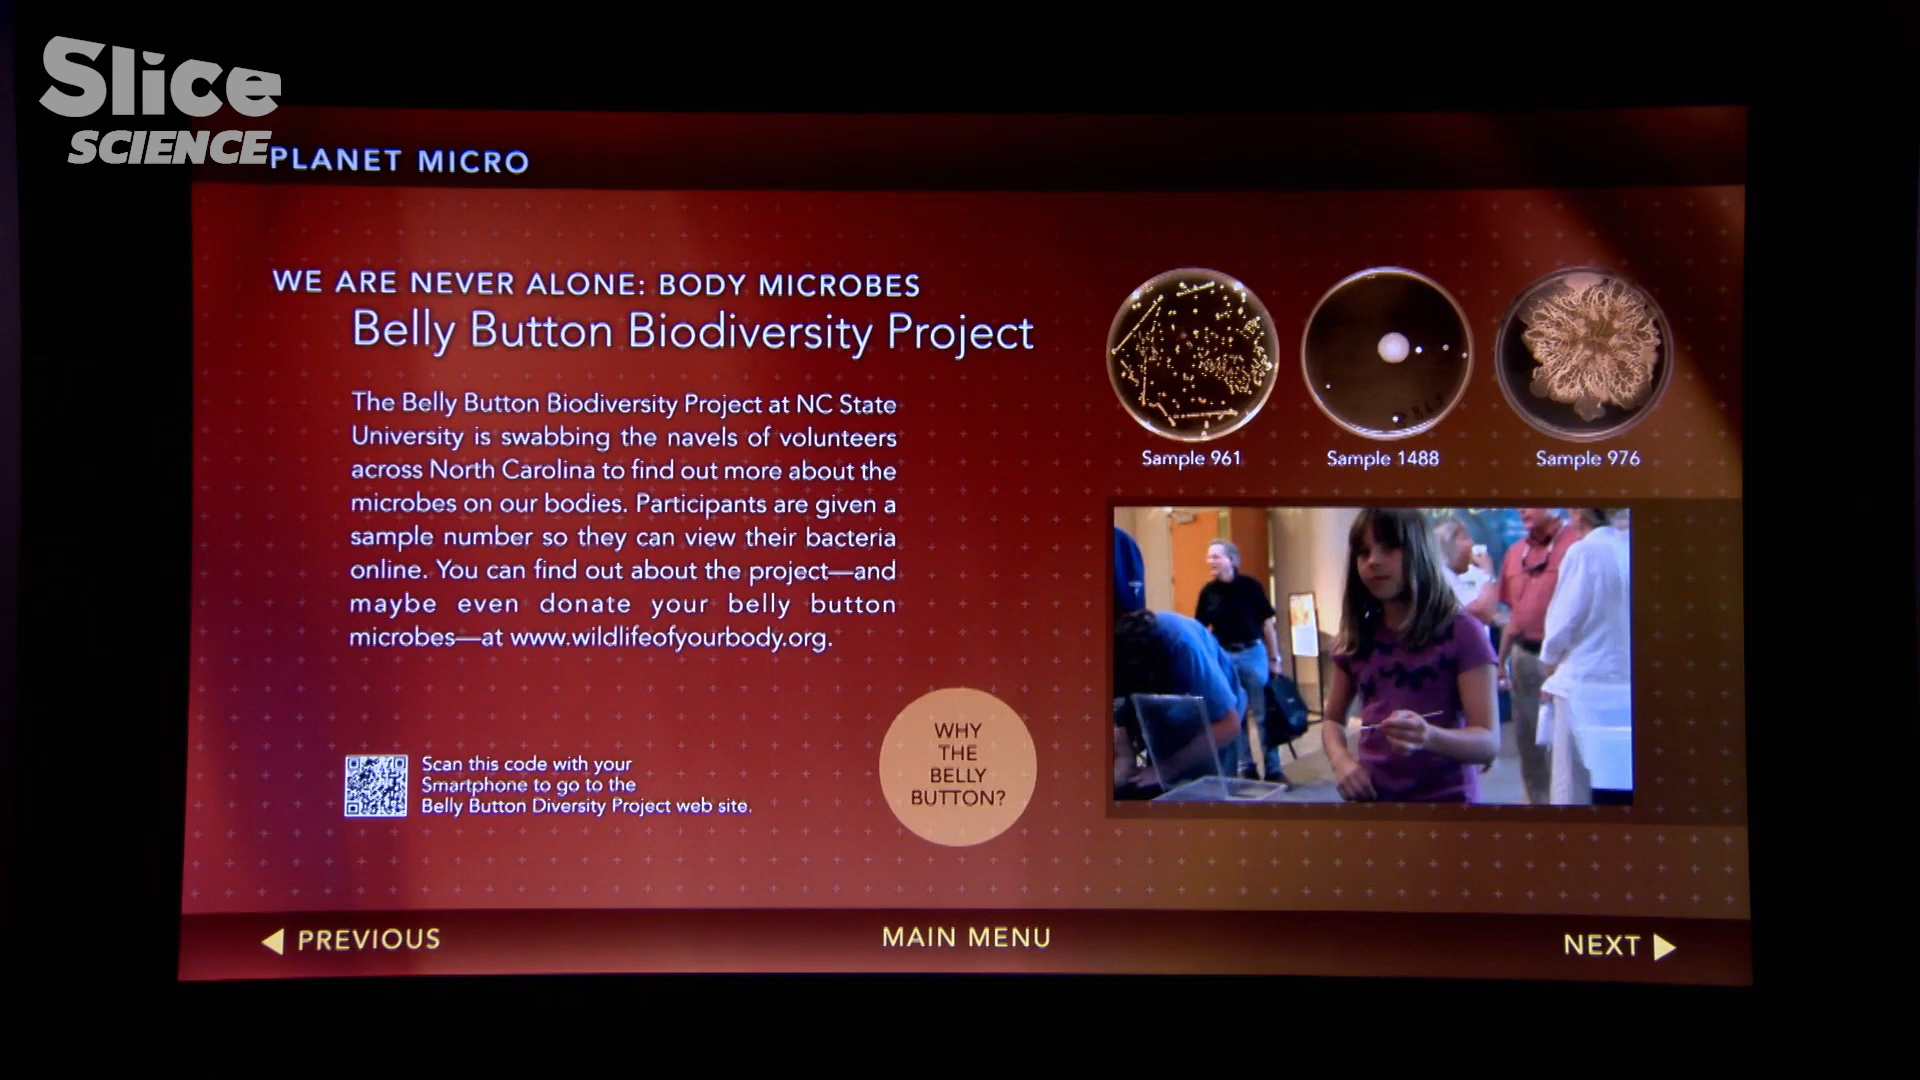 Slice
SCIENCE
PLANET MICRO
WE ARE NEVER ALONE: BODY MICROBES
Belly Button Biodiversity Project
The Belly Button Biodiversity Project at NC State
University is swabbing the navels of volunteers
across North Carolina to find out more about the
microbes on our bodies. Participants are given a
sample number so they can view their bacteria
online. You can find out about the project—and
maybe even donate your belly button
microbes—at www.wildlifeofyourbody.org.
Sample 961
Sample 1488
Sample 976
Scan this code with your
Smartphone to go to the
Belly Button Diversity Project web site.
WHY
THE
BELLY
BUTTON?
PREVIOUS
MAIN MENU
NEXT